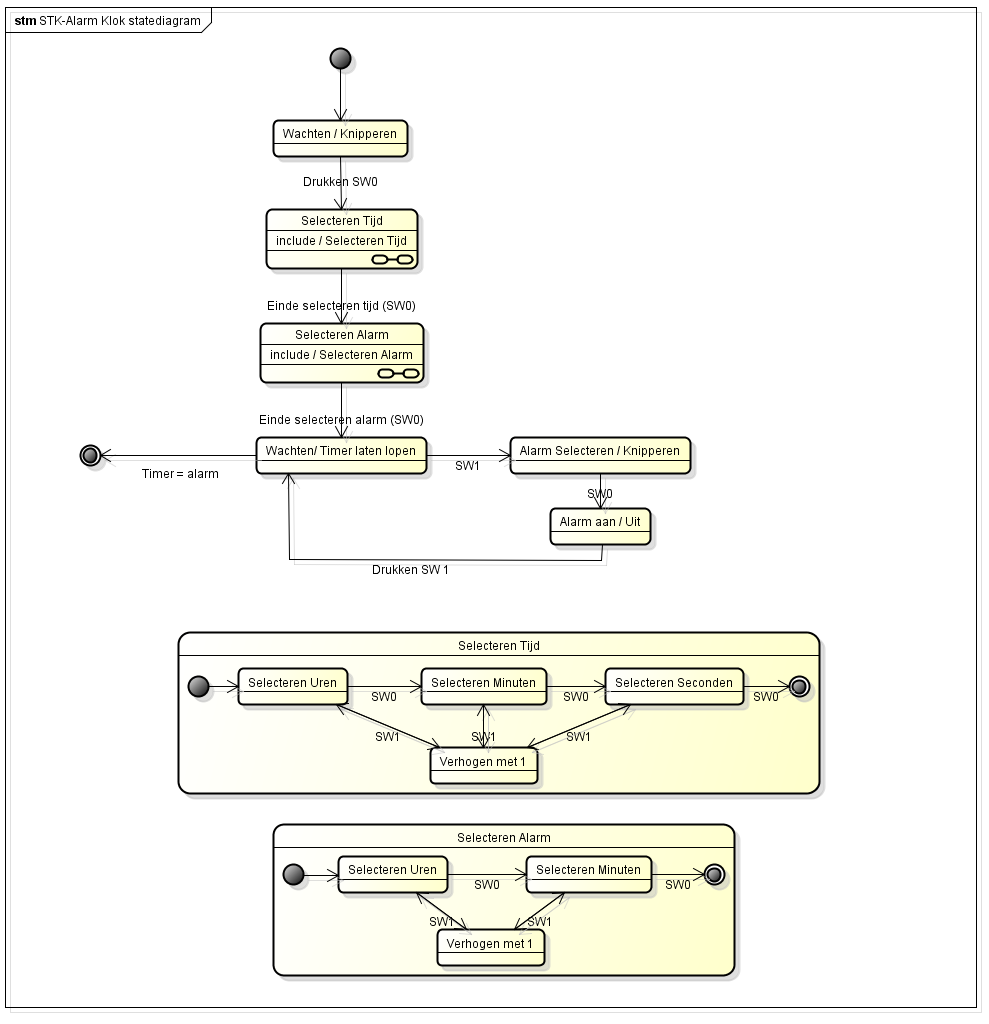 stm STK-Alarm Klok statediagram
Wachten / Knipperen
Drukken SW0
Selecteren Tijd
include / Selecteren Tijd
Einde selecteren tijd (SW0)
Selecteren Alarm
include / Selecteren Alarm
Einde selecteren alarm (SW0)
Wachten/ Timer laten lopen
Alarm Selecteren / Knipperen
SW1
Timer = alarm
SW0
Alarm aan / Uit
Drukken SW 1
Selecteren Tijd
Selecteren Uren
Selecteren Minuten
Selecteren Seconden
SW0
SW0
SW0
SW1
SW1
SW1
Verhogen met 1
Selecteren Alarm
Selecteren Uren
Selecteren Minuten
SW0
SW0
SW1
SW1
Verhogen met 1